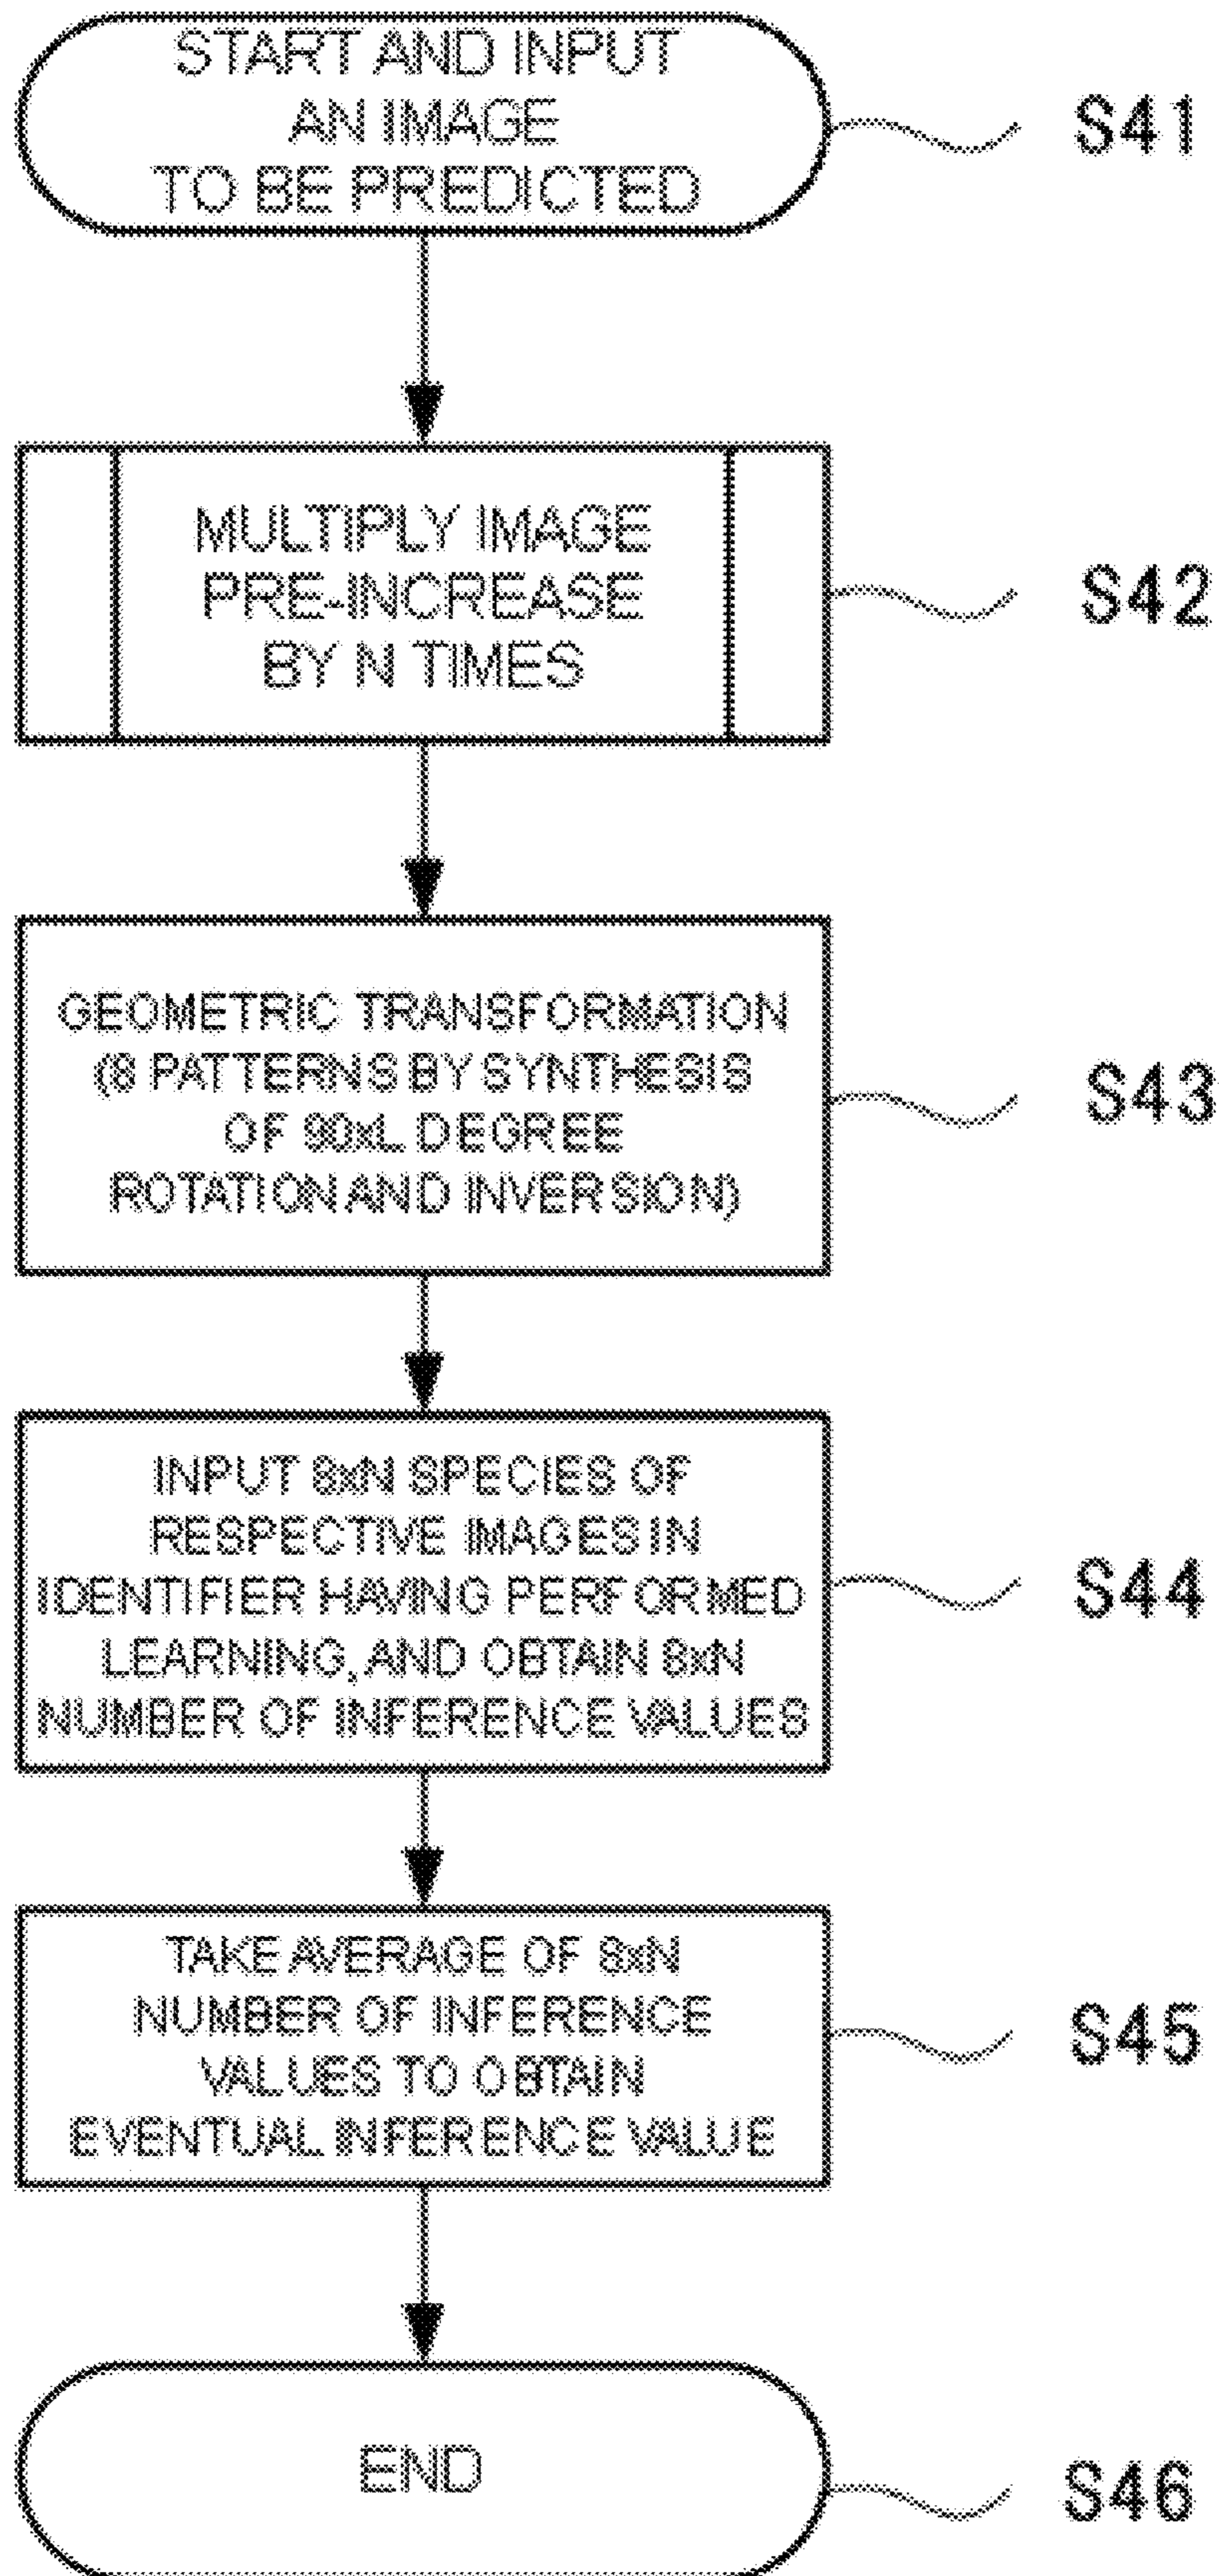 START AND INPUT
AN IMAGE
TO BE PREDICTED
S41
MULTIPLY IMAGE
PRE-INCREASE
BY N TIMES
S42
GEOMETRIC TRANSFORMATION
(8 PATTERNS BY SYNTHESIS
OF 90xL DEGREE
ROTATION AND INVERSION)
S43
INPUT 8xN SPECIES OF
RESPECTIVE IMAGES IN
IDENTIFIER HAVING PERFORMED
LEARNING, AND OBTAIN 8xN
NUMBER OF INFERENCE VALUES
S44
TAKE AVERAGE OF 8xN
NUMBER OF INFERENCE
VALUES TO OBTAIN
EVENTUAL INFERENCE VALUE
S45
END
S46